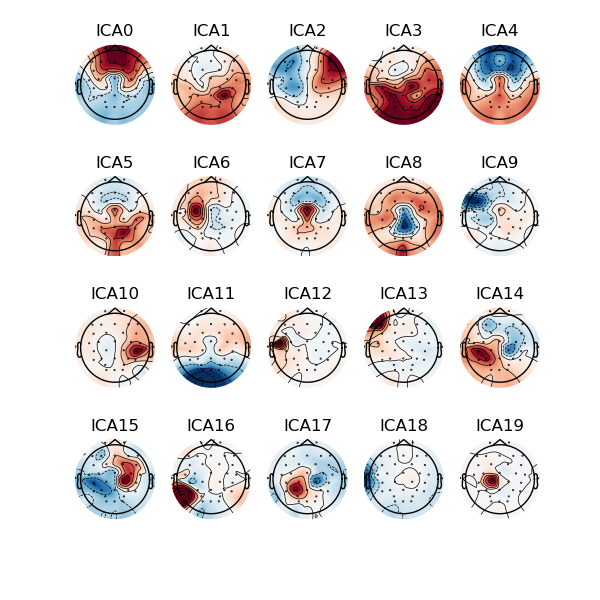 ICA0 ICA1 ICA2 ICA3 ICA4
ICA5 ICA6 ICA7 ICA8 ICA9
ICA10 ICA11 ICA12 ICA13 ICA14
ICA15 ICA16 ICA17 ICA18 ICA19